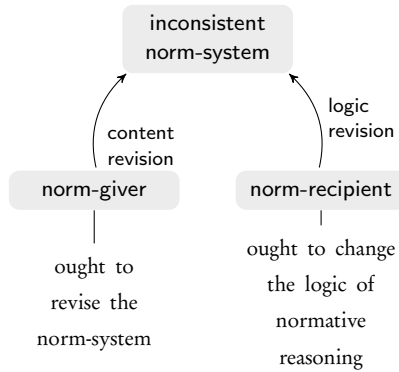 inconsistent
norm-system
content
revision
logic
revision
norm-giver
norm-recipient
ought to
revise the
norm-system
ought to change
the logic of
normative
reasoning